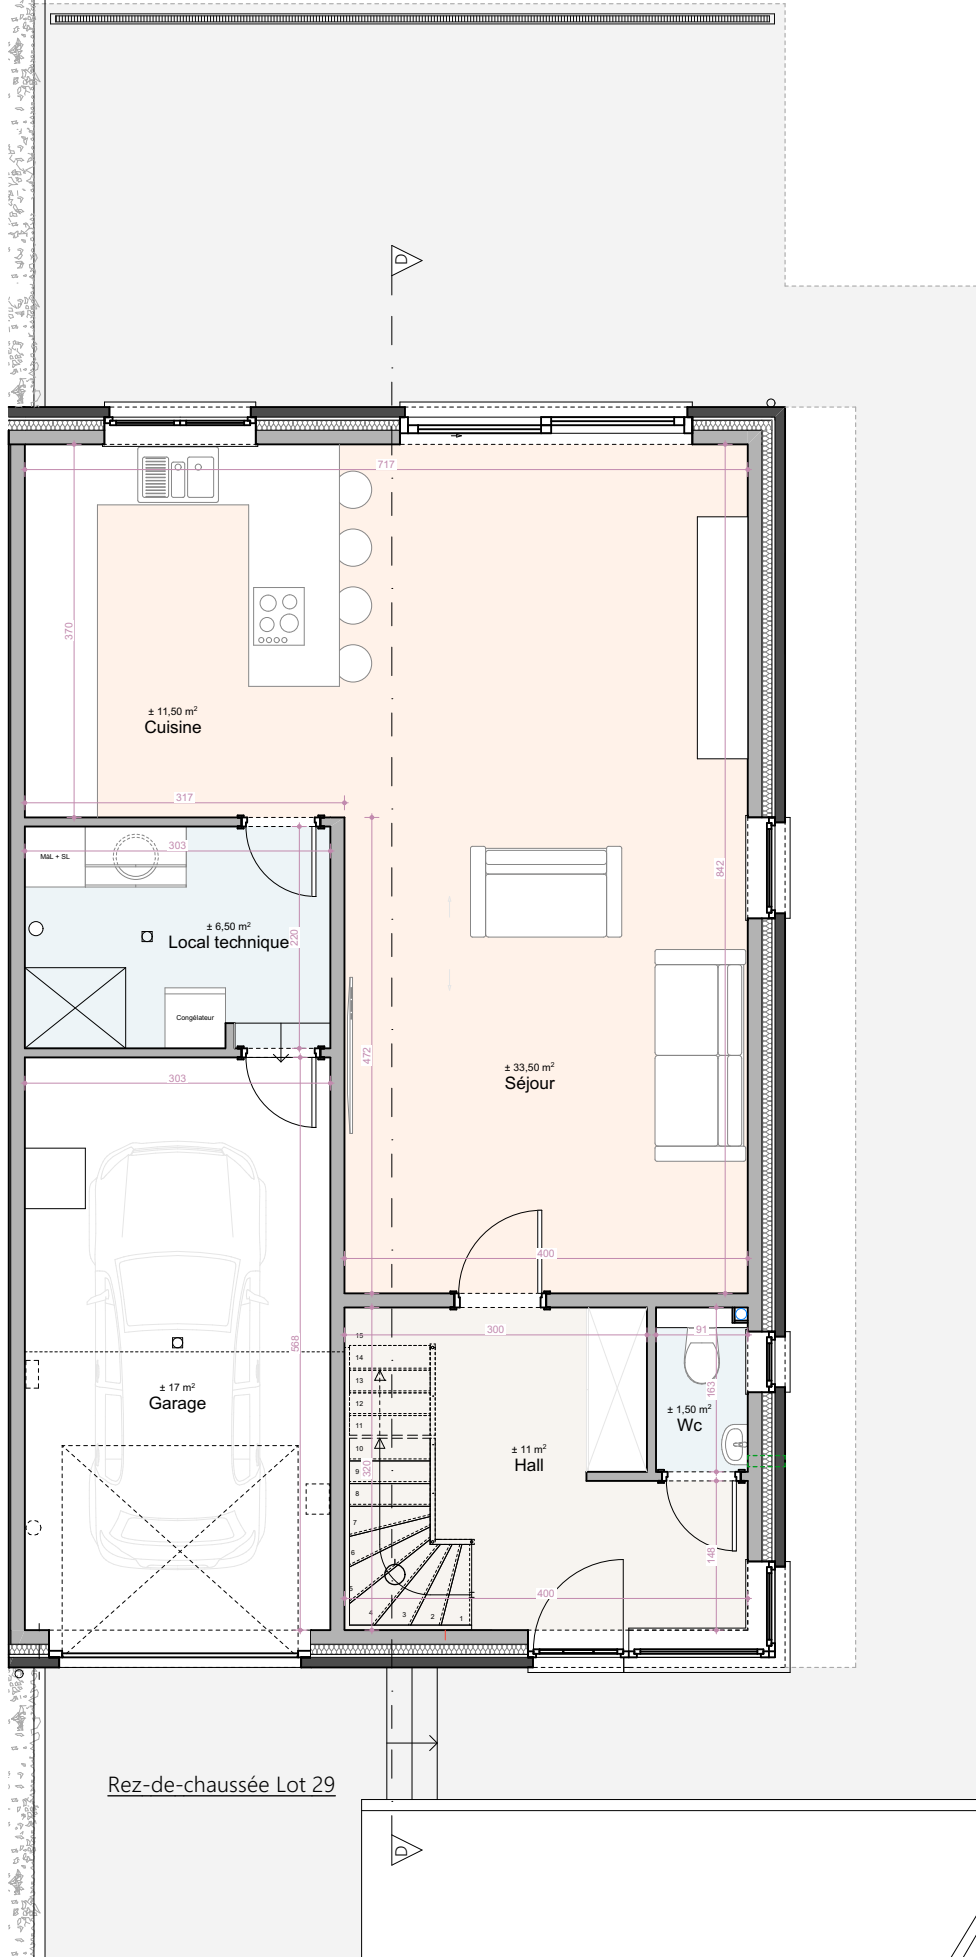 D
717
370
± 11,50 m²
Cuisine
317
MàL + SL
303
842
± 6,50 m²
Local technique
220
Congélateur
472
± 33,50 m²
Séjour
303
400
300
91
15
14
13
12
11
10
9
8
7
6
5
4
3
2
1
568
± 17 m²
Garage
163
± 1,50 m²
Wc
± 11 m²
Hall
320
148
400
Rez-de-chaussée Lot 29
D